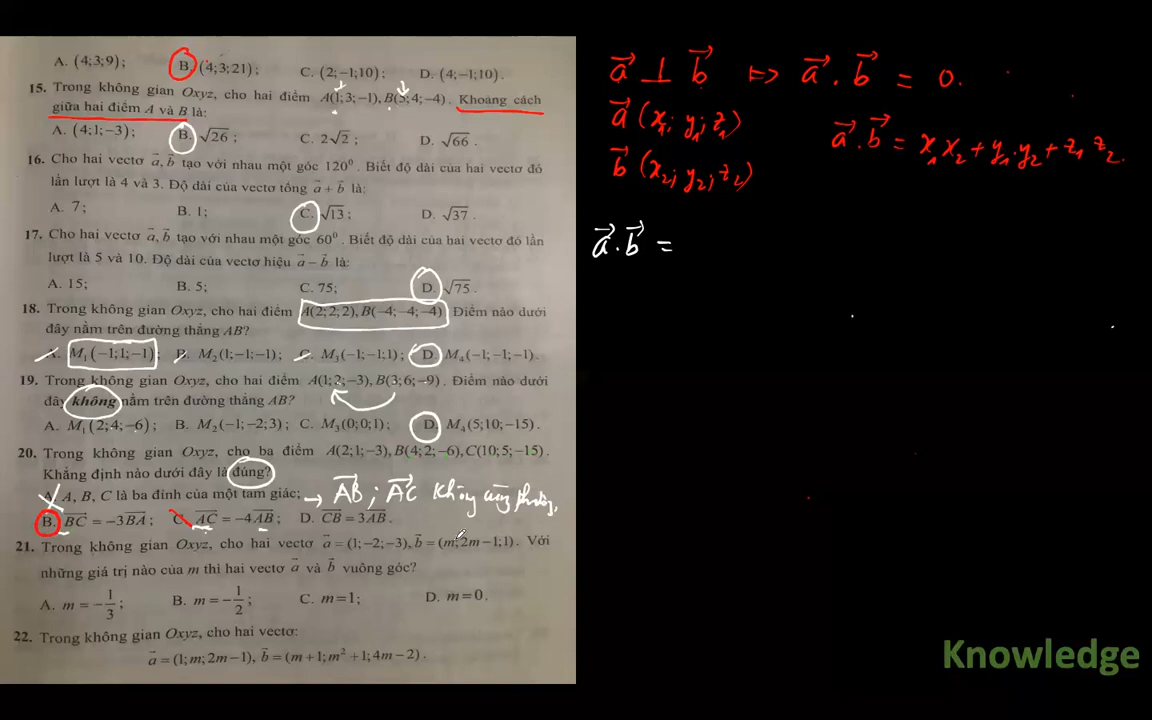 A. (4;3;9); B. (4;3;21); C. (2;−1;10); D. (4;−1;10).
15. Trong không gian Oxyz, cho hai điểm A(1;3;−1), B(5;4;−4). Khoảng cách
giữa hai điểm A và B là:
A. (4;1;−3); B. √26; C. 2√2; D. √66.
16. Cho hai vectơ a⃗, b⃗ tạo với nhau một góc 120⁰. Biết độ dài của hai vectơ đó
lần lượt là 4 và 3. Độ dài của vectơ tổng a⃗ + b⃗ là:
A. 7; B. 1; C. √13; D. √37.
17. Cho hai vectơ a⃗, b⃗ tạo với nhau một góc 60⁰. Biết độ dài của hai vectơ đó lần
lượt là 5 và 10. Độ dài của vectơ hiệu a⃗ − b⃗ là:
A. 15; B. 5; C. 75; D. √75.
18. Trong không gian Oxyz, cho hai điểm A(2;2;2), B(−4;−4;−4) Điểm nào dưới
đây nằm trên đường thẳng AB?
A. M₁(−1;1;−1); B. M₂(1;−1;−1); C. M₃(−1;−1;1); D. M₄(−1;−1;−1).
19. Trong không gian Oxyz, cho hai điểm A(1;2;−3), B(3;6;−9). Điểm nào dưới
đây không nằm trên đường thẳng AB?
A. M₁(2;4;−6); B. M₂(−1;−2;3); C. M₃(0;0;1); D. M₄(5;10;−15).
20. Trong không gian Oxyz, cho ba điểm A(2;1;−3), B(4;2;−6), C(10;5;−15).
Khẳng định nào dưới đây là đúng?
A. A, B, C là ba đỉnh của một tam giác; → AB⃗ ; AC⃗ không cùng phương.
B. BC⃗ = −3BA⃗; C. AC⃗ = −4AB⃗; D. CB⃗ = 3AB⃗.
21. Trong không gian Oxyz, cho hai vectơ a⃗ = (1;−2;−3), b⃗ = (m;2m−1;1). Với
những giá trị nào của m thì hai vectơ a⃗ và b⃗ vuông góc?
A. m = −1/3; B. m = −1/2; C. m = 1; D. m = 0.
22. Trong không gian Oxyz, cho hai vectơ:
a⃗ = (1;m;2m−1), b⃗ = (m+1;m²+1;4m−2).
a⃗ ⊥ b⃗ ↔ a⃗ . b⃗ = 0.
a⃗ (x₁; y₁; z₁)
b⃗ (x₂; y₂; z₂)
a⃗ . b⃗ = x₁x₂ + y₁.y₂ + z₁z₂.
a⃗ . b⃗ =
Knowledge